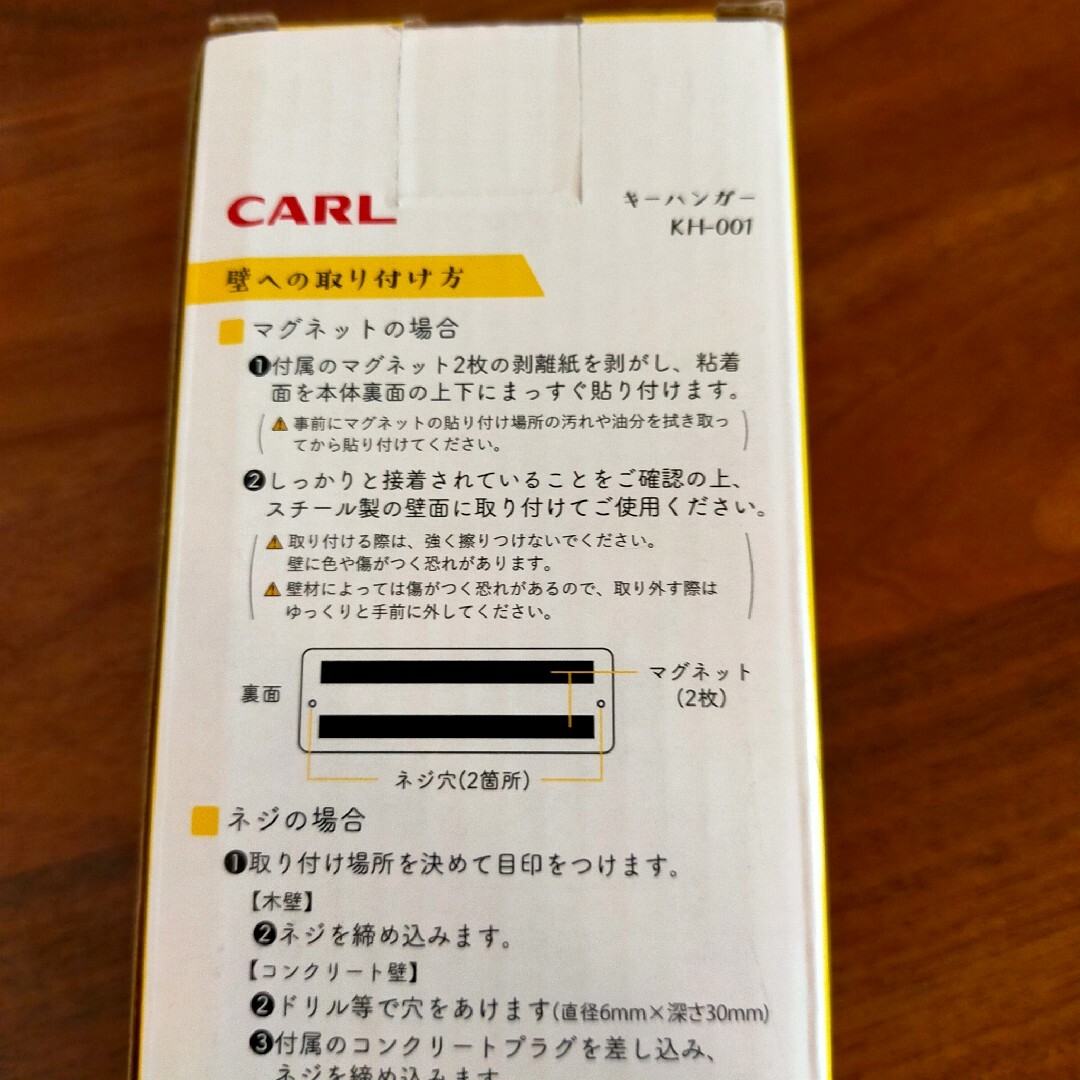 CARL
キーハンガー
KH-001
壁への取り付け方
マグネットの場合
❶付属のマグネット2枚の剥離紙を剥がし、粘着
面を本体裏面の上下にまっすぐ貼り付けます。
⚠事前にマグネットの貼り付け場所の汚れや油分を拭き取っ
てから貼り付けてください。
❷しっかりと接着されていることをご確認の上、
スチール製の壁面に取り付けてご使用ください。
⚠取り付ける際は、強く擦りつけないでください。
壁に色や傷がつく恐れがあります。
⚠壁材によっては傷がつく恐れがあるので、取り外す際は
ゆっくりと手前に外してください。
裏面
マグネット
(2枚)
ネジ穴(2箇所)
ネジの場合
❶取り付け場所を決めて目印をつけます。
【木壁】
❷ネジを締め込みます。
【コンクリート壁】
❷ドリル等で穴をあけます(直径6mm×深さ30mm)
❸付属のコンクリートプラグを差し込み、
ネジを締め込みます